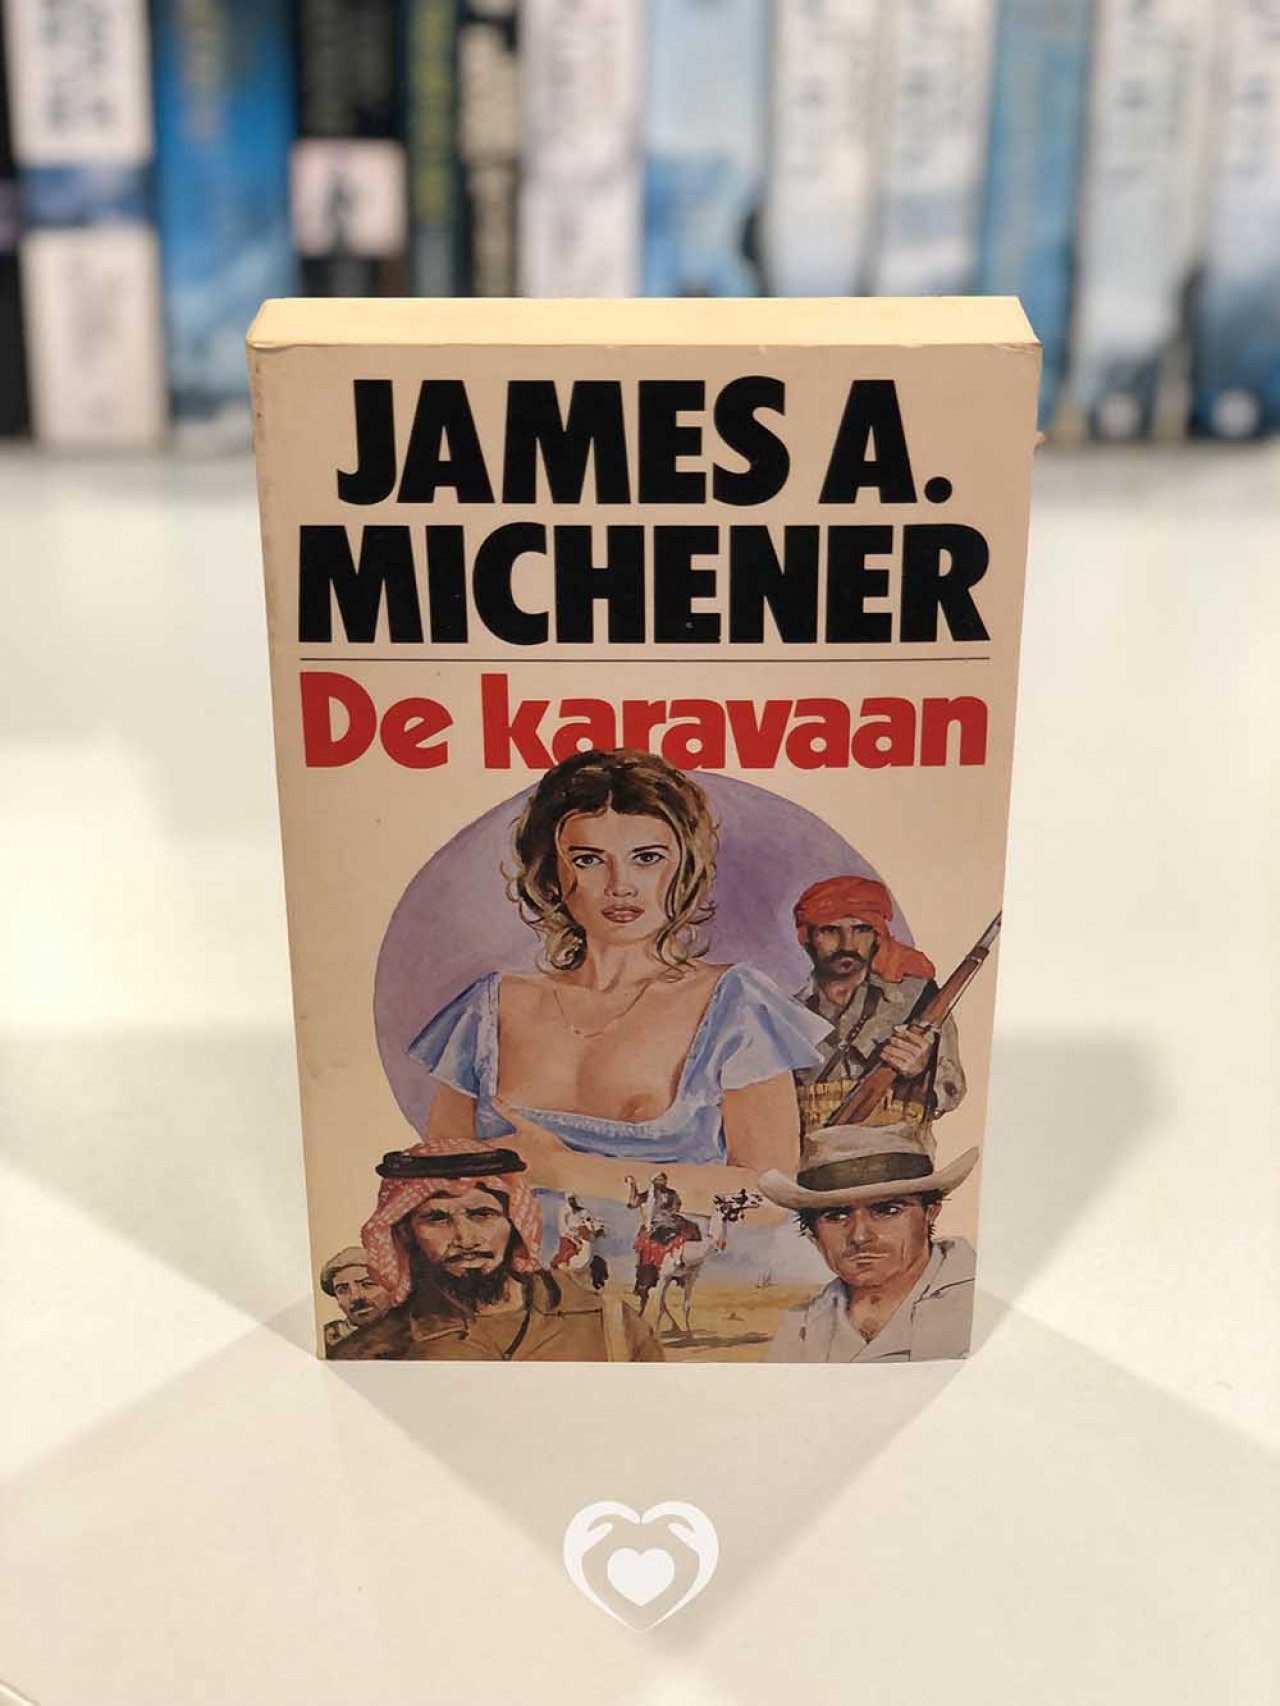 JAMES A.
MICHENER
De karavaan